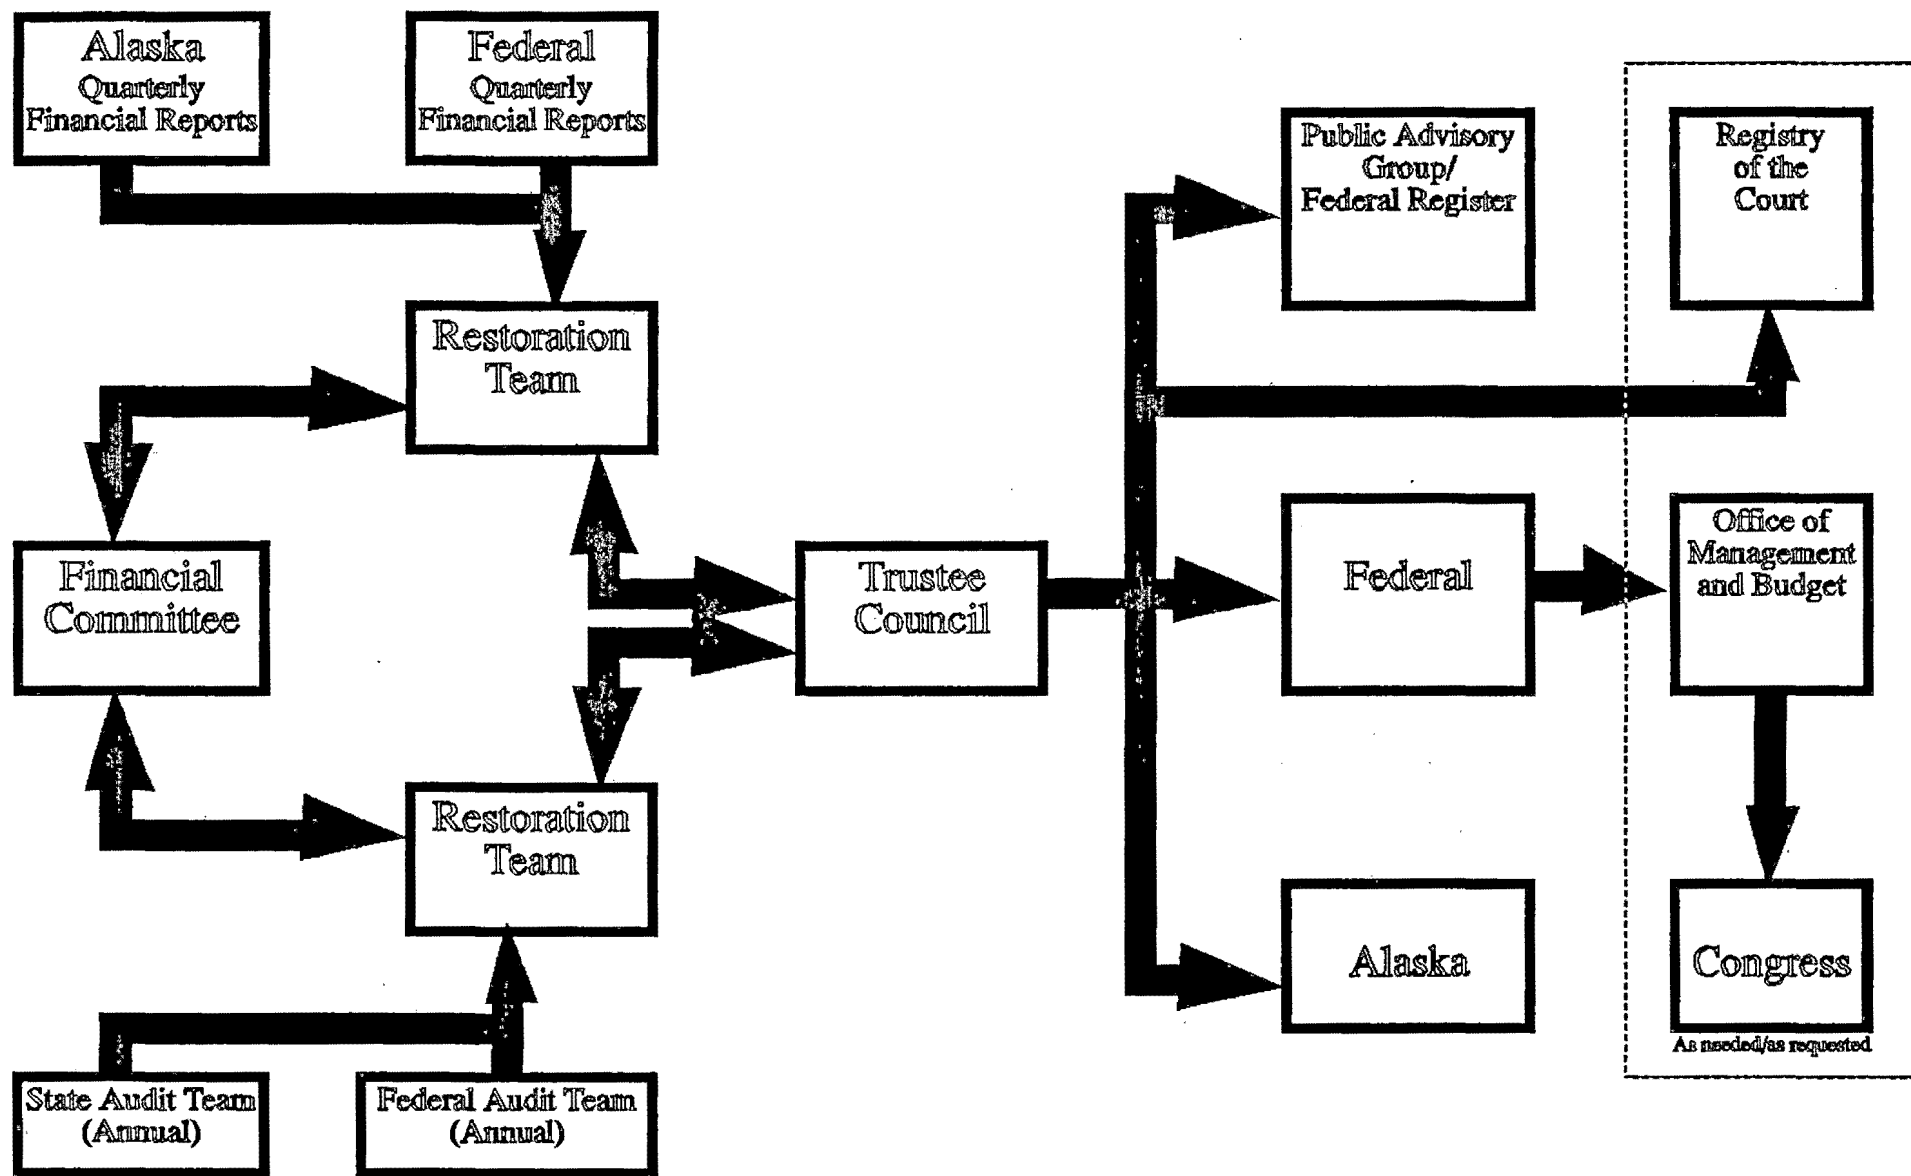 Alaska
Quarterly
Financial Reports
Federal
Quarterly
Financial Reports
Public Advisory
Group/
Federal Register
Registry
of the
Court
Restoration
Team
Financial
Committee
Trustee
Council
Federal
Office of
Management
and Budget
Restoration
Team
Alaska
Congress
As needed/as requested
State Audit Team
(Annual)
Federal Audit Team
(Annual)